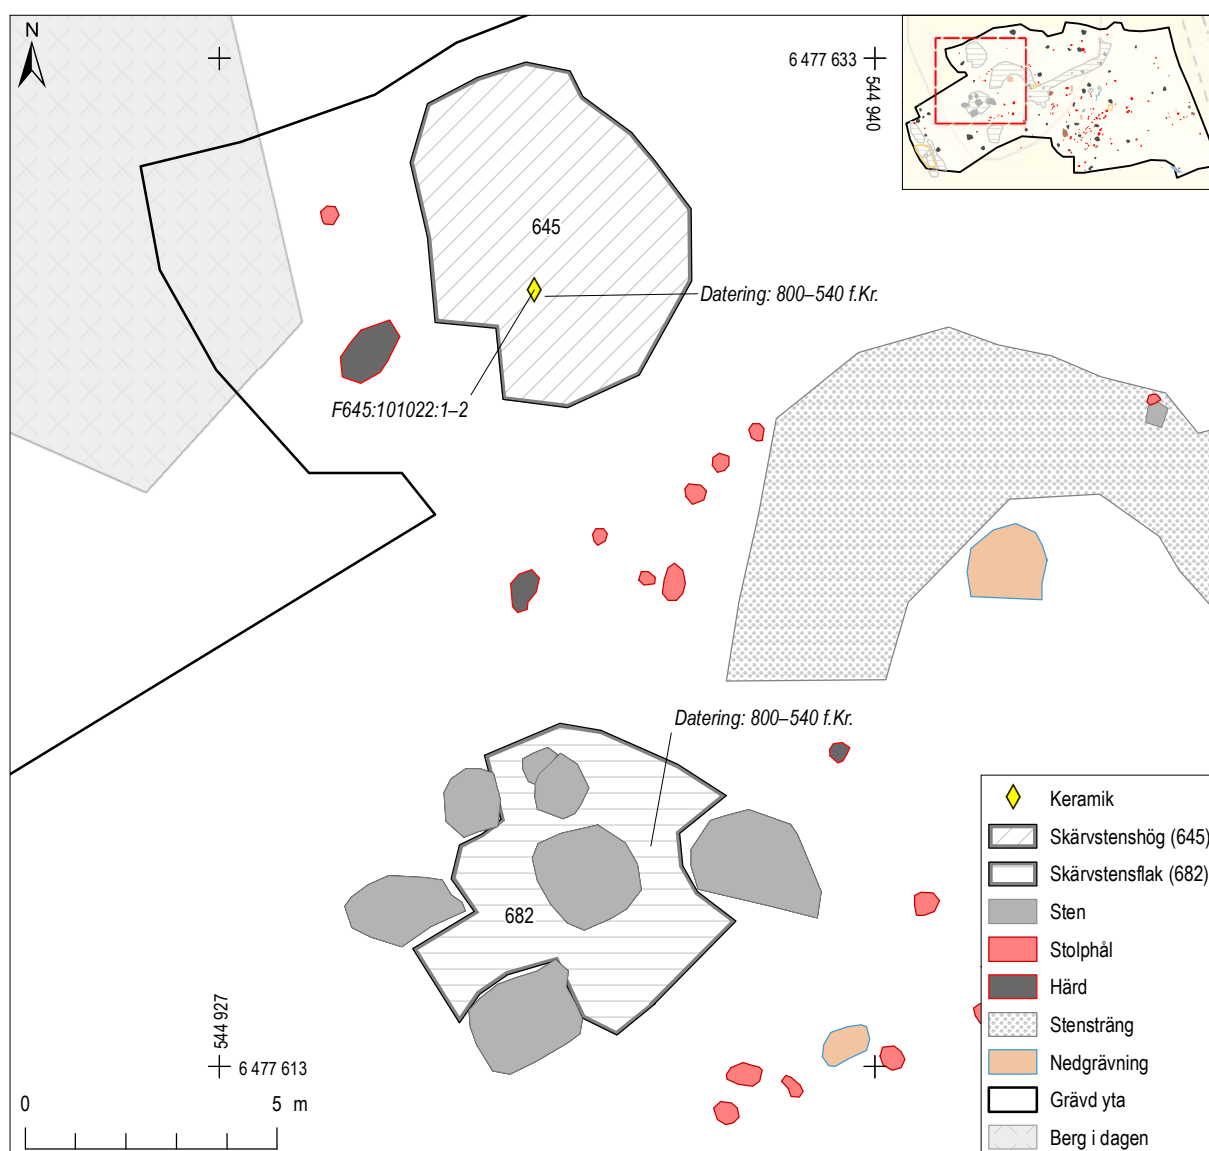 N
6 477 633
544 940
645
Datering: 800–540 f.Kr.
F645:101022:1–2
Datering: 800–540 f.Kr.
682
544 927
6 477 613
0 5 m
Keramik
Skärvstenshög (645)
Skärvstensflak (682)
Sten
Stolphål
Härd
Stensträng
Nedgrävning
Grävd yta
Berg i dagen